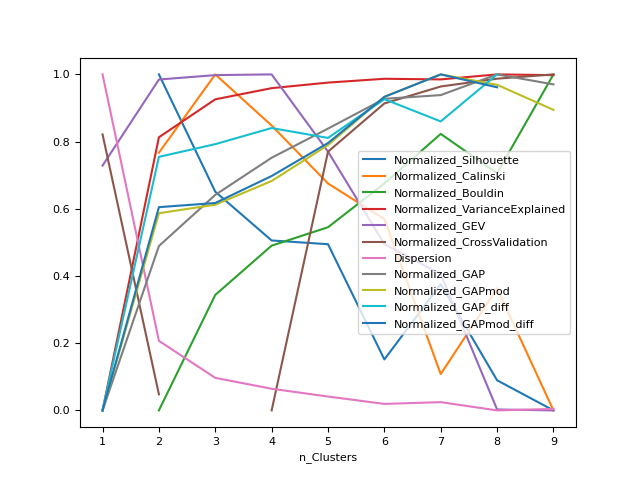 1.0
0.8
0.6
0.4
0.2
0.0
Normalized_Silhouette
Normalized_Calinski
Normalized_Bouldin
Normalized_VarianceExplained
Normalized_GEV
Normalized_CrossValidation
Dispersion
Normalized_GAP
Normalized_GAPmod
Normalized_GAP_diff
Normalized_GAPmod_diff
1 2 3 4 5 6 7 8 9
n_Clusters